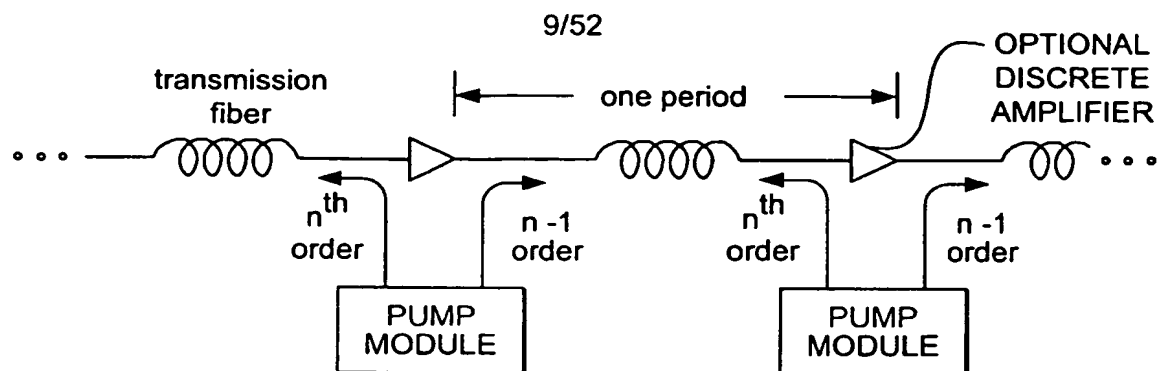 9/52
transmission
fiber
one period
OPTIONAL
DISCRETE
AMPLIFIER
nth
order
n -1
order
nth
order
n -1
order
PUMP
MODULE
PUMP
MODULE